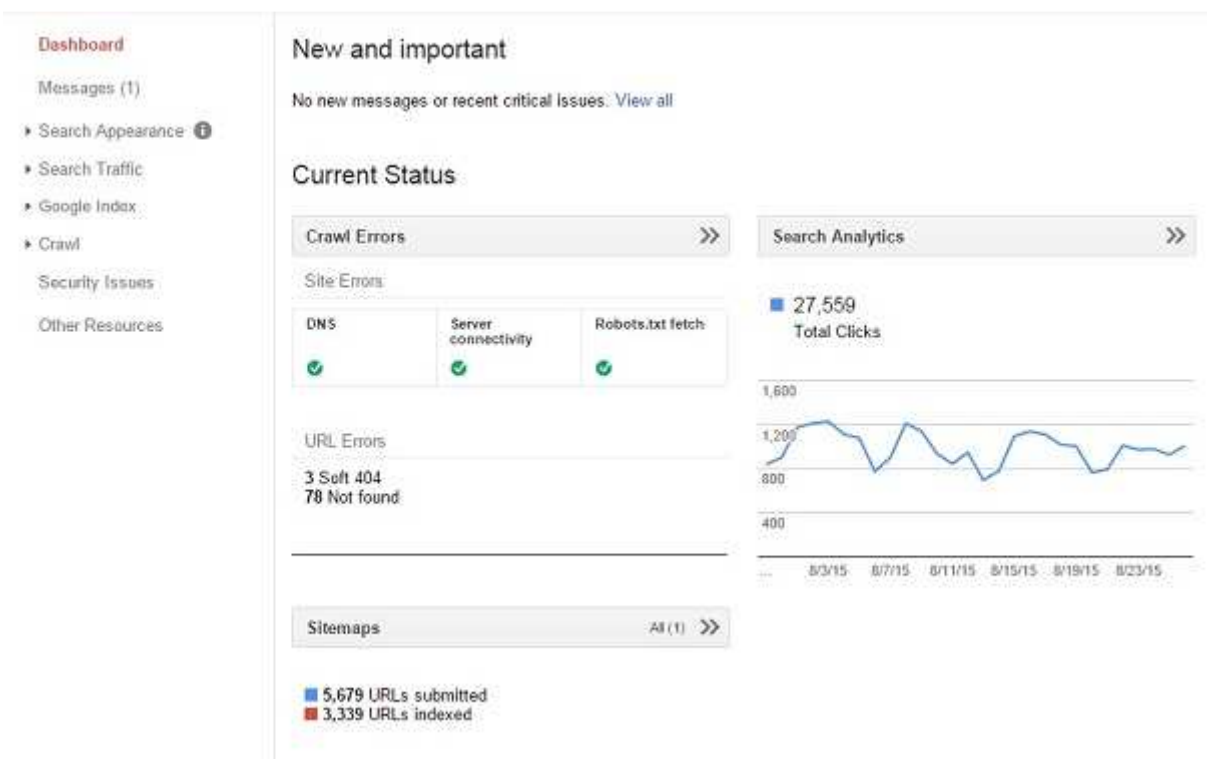 Dashboard
Messages (1)
Search Appearance
Search Traffic
Google Index
Crawl
Security Issues
Other Resources
New and important
No new messages or recent critical issues. View all
Current Status
Crawl Errors
Site Errors
DNS
Server
connectivity
Robots.txt fetch
URL Errors
3 Soft 404
78 Not found
Search Analytics
27,559
Total Clicks
1,600
1,200
800
400
... 8/3/15 8/7/15 8/11/15 8/15/15 8/19/15 8/23/15
Sitemaps All (1)
5,679 URLs submitted
3,339 URLs indexed